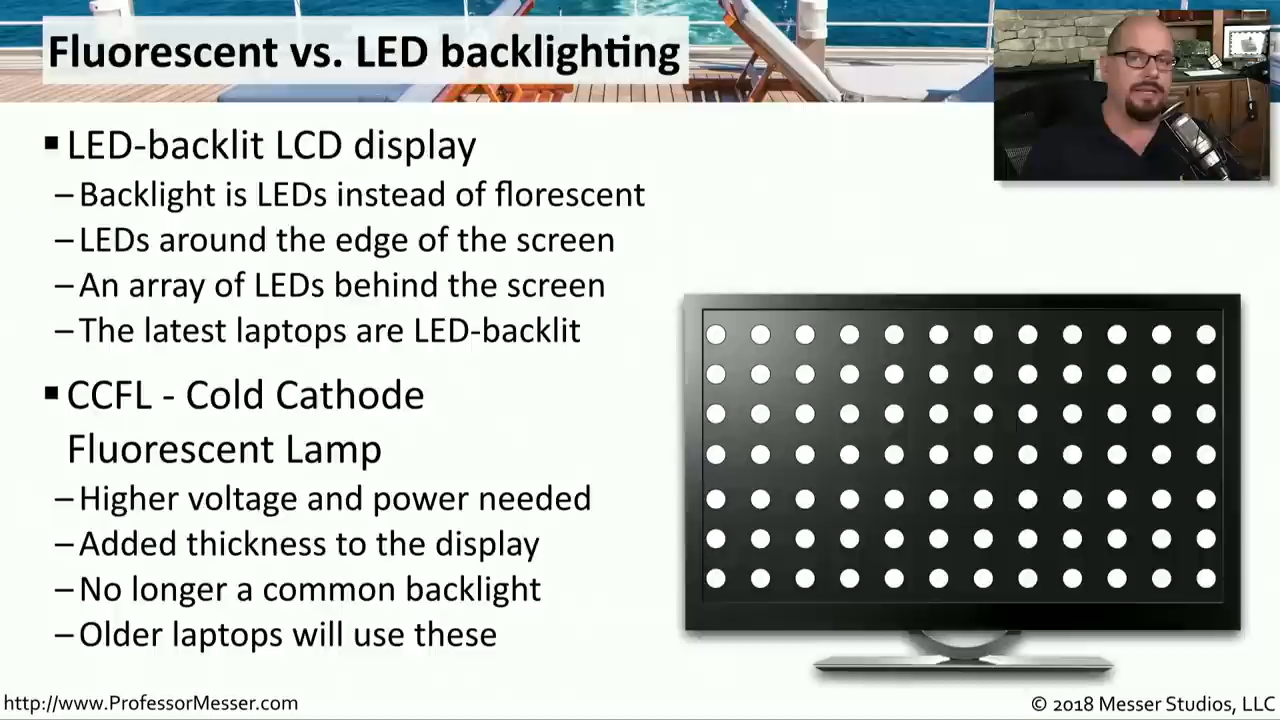 Fluorescent vs. LED backlighting
▪ LED-backlit LCD display
– Backlight is LEDs instead of florescent
– LEDs around the edge of the screen
– An array of LEDs behind the screen
– The latest laptops are LED-backlit
▪ CCFL - Cold Cathode
Fluorescent Lamp
– Higher voltage and power needed
– Added thickness to the display
– No longer a common backlight
– Older laptops will use these
http://www.ProfessorMesser.com
© 2018 Messer Studios, LLC